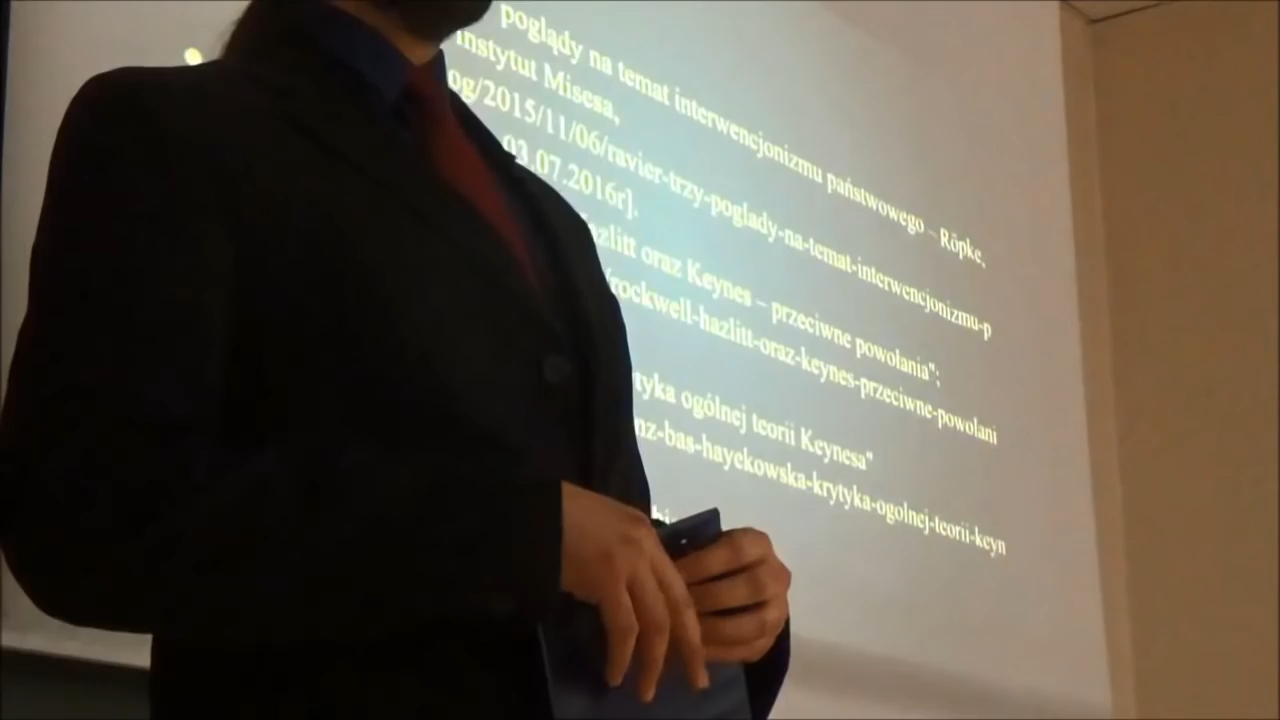 poglądy na temat interwencjonizmu państwowego – Röpke,
instytut Misesa,
og/2015/11/06/ravier-trzy-poglady-na-temat-interwencjonizmu-p
03.07.2016r].
azlitt oraz Keynes – przeciwne powołania";
/rockwell-hazlitt-oraz-keynes-przeciwne-powolani
tyka ogólnej teorii Keynesa"
nz-bas-hayekowska-krytyka-ogolnej-teorii-keyn